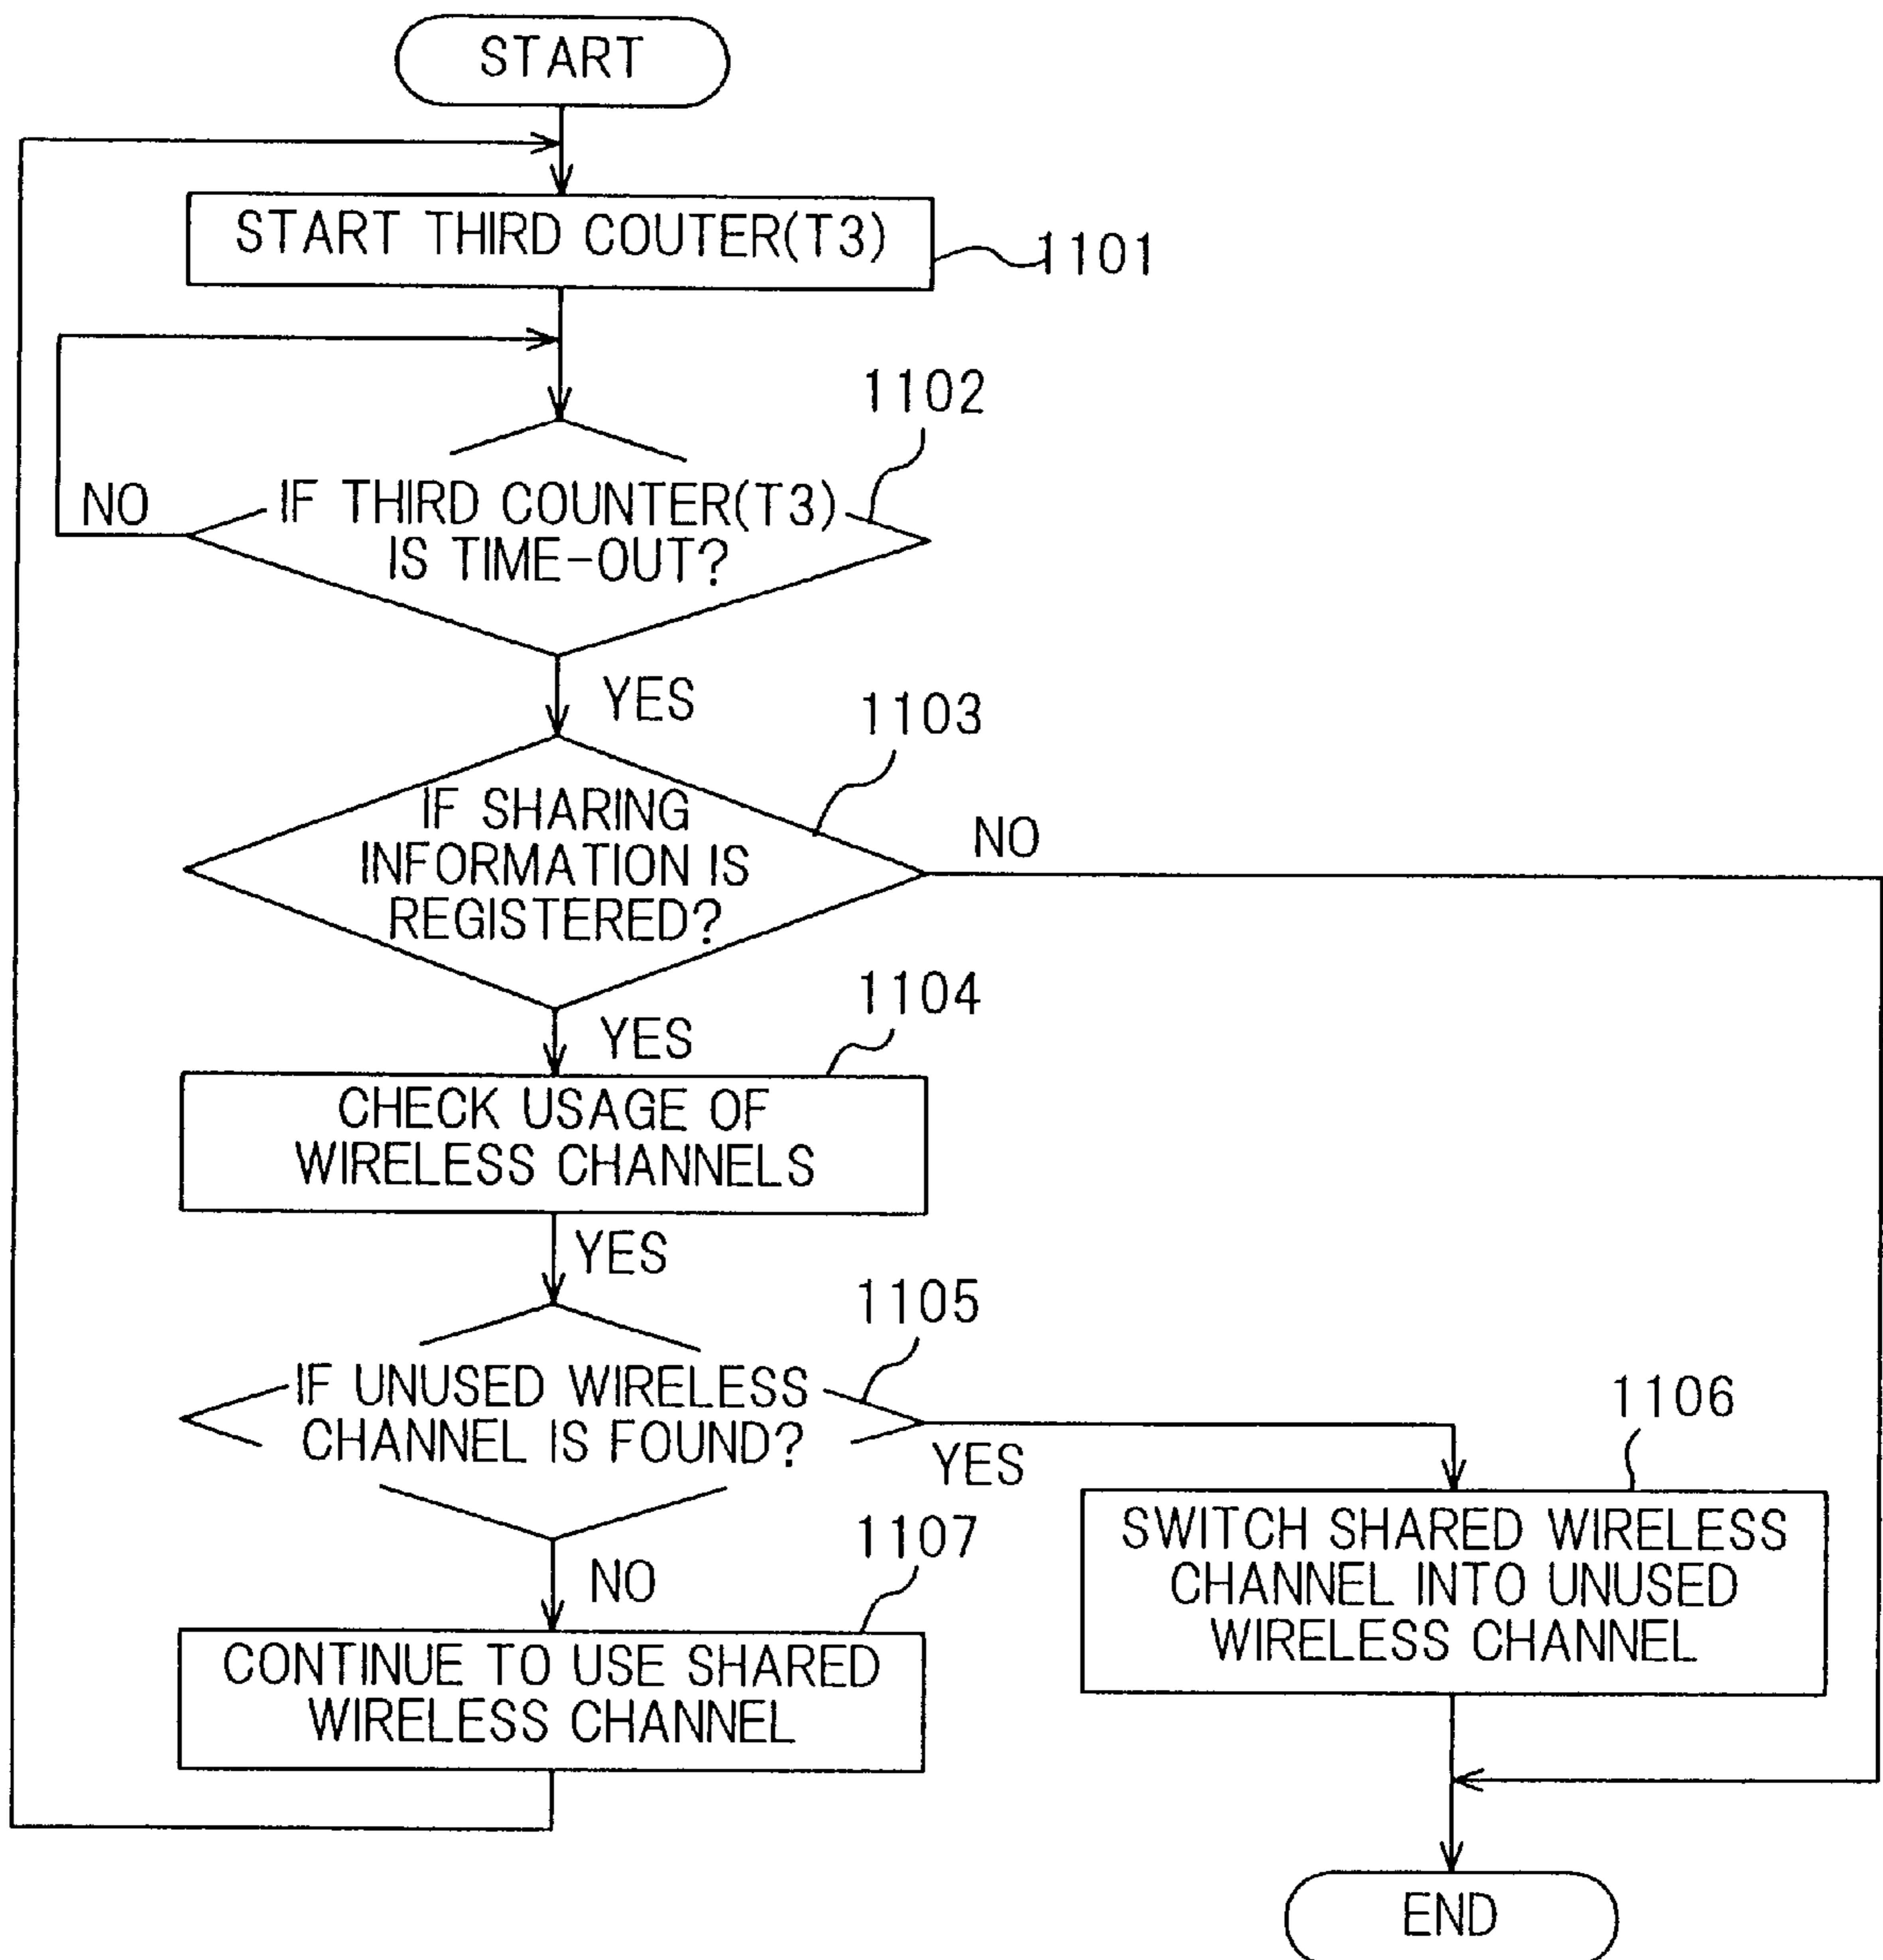 START
START THIRD COUTER(T3)
1101
1102
NO
IF THIRD COUNTER(T3)
IS TIME-OUT?
YES
1103
IF SHARING
INFORMATION IS
REGISTERED?
NO
YES
1104
CHECK USAGE OF
WIRELESS CHANNELS
YES
1105
IF UNUSED WIRELESS
CHANNEL IS FOUND?
YES
1106
SWITCH SHARED WIRELESS
CHANNEL INTO UNUSED
WIRELESS CHANNEL
NO
1107
CONTINUE TO USE SHARED
WIRELESS CHANNEL
END